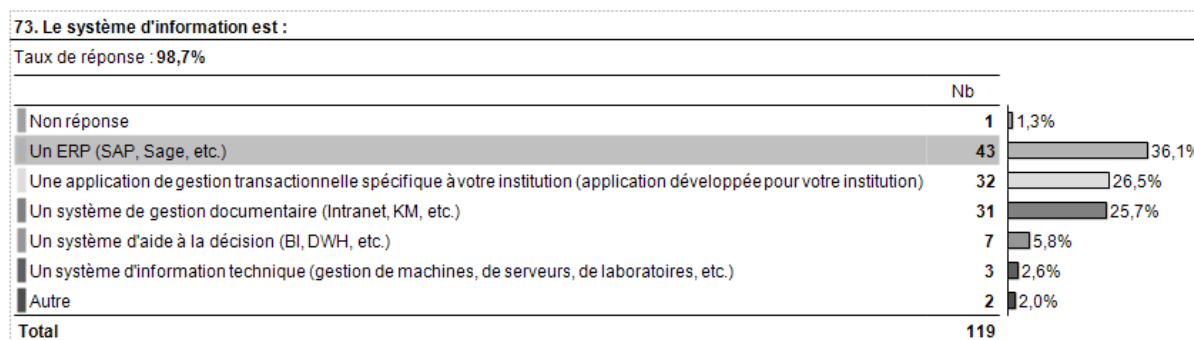 73. Le système d'information est :
Taux de réponse : 98,7%
Nb
Non réponse 1 1,3%
Un ERP (SAP, Sage, etc.) 43 36,1%
Une application de gestion transactionnelle spécifique à votre institution (application développée pour votre institution) 32 26,5%
Un système de gestion documentaire (Intranet, KM, etc.) 31 25,7%
Un système d'aide à la décision (BI, DWH, etc.) 7 5,8%
Un système d'information technique (gestion de machines, de serveurs, de laboratoires, etc.) 3 2,6%
Autre 2 2,0%
Total 119